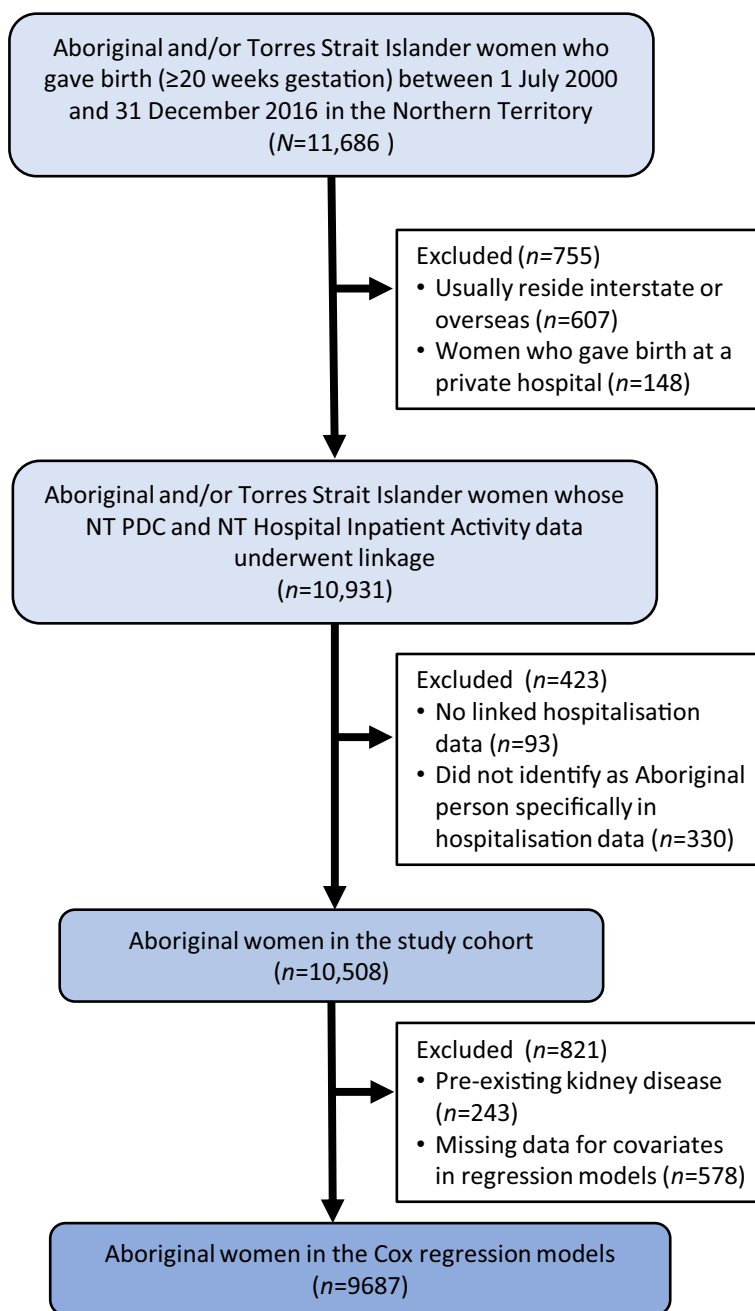 Aboriginal and/or Torres Strait Islander women who
gave birth (≥20 weeks gestation) between 1 July 2000
and 31 December 2016 in the Northern Territory
(N=11,686 )
Excluded (n=755)
• Usually reside interstate or
overseas (n=607)
• Women who gave birth at a
private hospital (n=148)
Aboriginal and/or Torres Strait Islander women whose
NT PDC and NT Hospital Inpatient Activity data
underwent linkage
(n=10,931)
Excluded (n=423)
• No linked hospitalisation
data (n=93)
• Did not identify as Aboriginal
person specifically in
hospitalisation data (n=330)
Aboriginal women in the study cohort
(n=10,508)
Excluded (n=821)
• Pre-existing kidney disease
(n=243)
• Missing data for covariates
in regression models (n=578)
Aboriginal women in the Cox regression models
(n=9687)